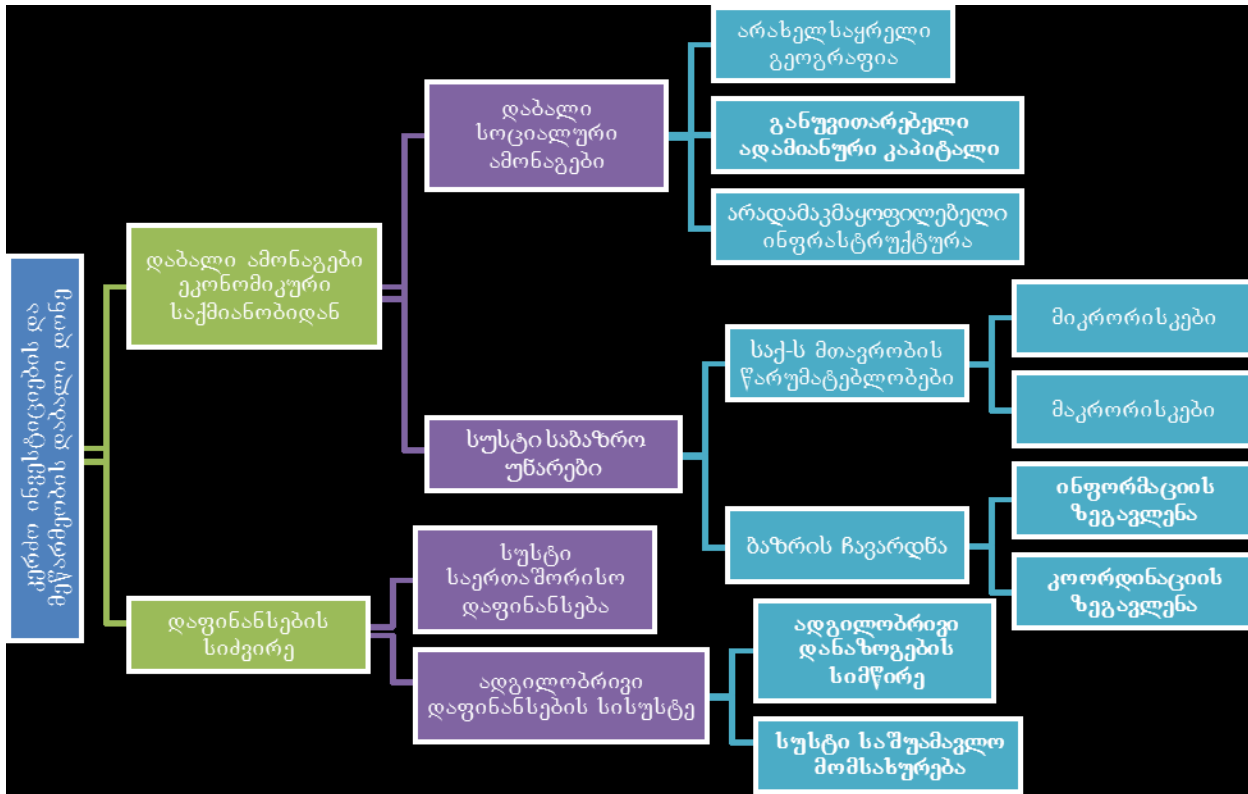 კერძო ინვესტიციების და
მეწარმეობის დაბალი დონე
დაბალი ამონაგები
ეკონომიკური
საქმიანობიდან
დაბალი
სოციალური
ამონაგები
არახელსაყრელი
გეოგრაფია
განუვითარებელი
ადამიანური კაპიტალი
არადამაკმაყოფილებელი
ინფრასტრუქტურა
სუსტი საბაზრო
უნარები
საქ-ს მთავრობის
წარუმატებლობები
მიკრორისკები
მაკრორისკები
ბაზრის ჩავარდნა
ინფორმაციის
ზეგავლენა
კოორდინაციის
ზეგავლენა
დაფინანსების
სიძვირე
სუსტი
საერთაშორისო
დაფინანსება
ადგილობრივი
დაფინანსების სისუსტე
ადგილობრივი
დანაზოგების
სიმწირე
სუსტი საშუამავლო
მომსახურება